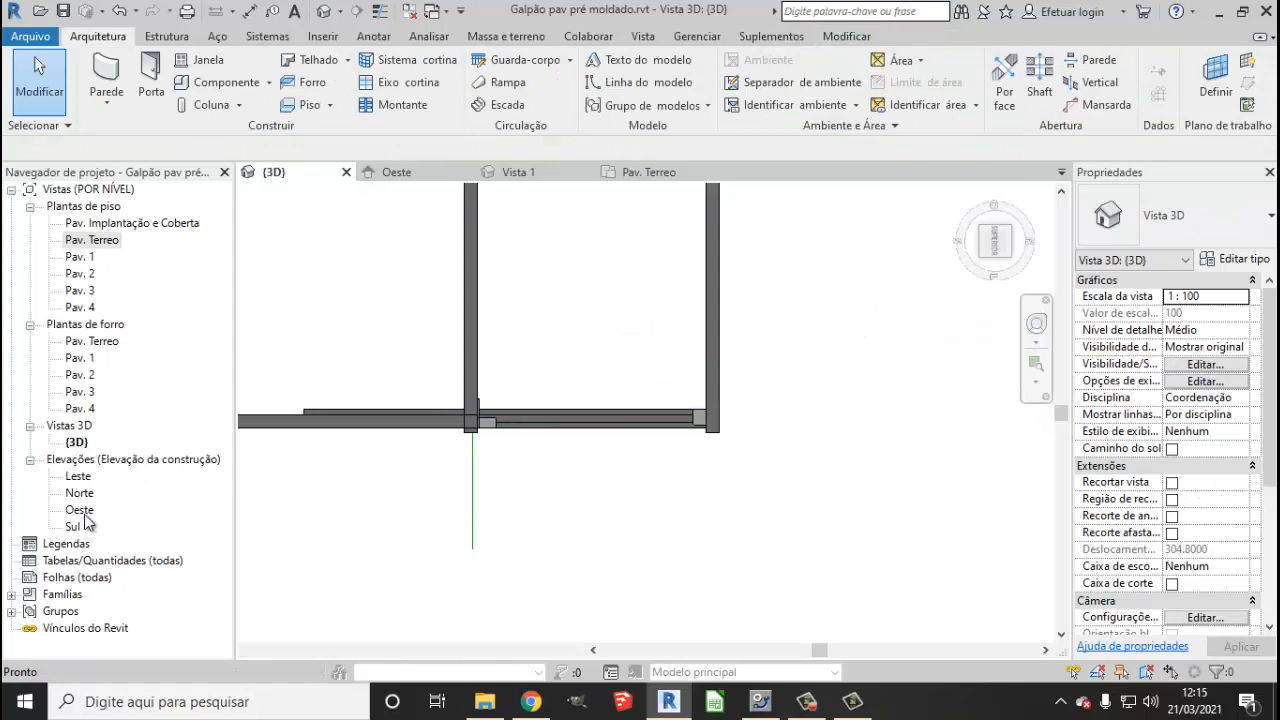 Galpão pav pré moldado.rvt - Vista 3D: {3D}
Digite palavra-chave ou frase
Efetuar login
Arquivo
Arquitetura
Estrutura
Aço
Sistemas
Inserir
Anotar
Analisar
Massa e terreno
Colaborar
Vista
Gerenciar
Suplementos
Modificar
Modificar
Parede
Porta
Janela
Componente
Coluna
Telhado
Forro
Piso
Sistema cortina
Eixo cortina
Montante
Guarda-corpo
Rampa
Escada
Texto do modelo
Linha do modelo
Grupo de modelos
Ambiente
Separador de ambiente
Identificar ambiente
Área
Limite de área
Identificar área
Por face
Shaft
Parede
Vertical
Mansarda
Definir
Selecionar
Construir
Circulação
Modelo
Ambiente e Área
Abertura
Dados
Plano de trabalho
Navegador de projeto - Galpão pav pré...
{3D}
Oeste
Vista 1
Pav. Terreo
Propriedades
Vistas (POR NÍVEL)
Plantas de piso
Pav. Implantação e Coberta
Pav. Terreo
Pav. 1
Pav. 2
Pav. 3
Pav. 4
Plantas de forro
Pav. Terreo
Pav. 1
Pav. 2
Pav. 3
Pav. 4
Vistas 3D
{3D}
Elevações (Elevação da construção)
Leste
Norte
Oeste
Sul
Legendas
Tabelas/Quantidades (todas)
Folhas (todas)
Famílias
Grupos
Vínculos do Revit
SUPERIOR
Vista 3D
Vista 3D: {3D}
Editar tipo
Gráficos
Escala da vista 1 : 100
Valor de escal... 100
Nível de detalhe Médio
Visibilidade d... Mostrar original
Visibilidade/S... Editar...
Opções de exi... Editar...
Disciplina Coordenação
Mostrar linhas... Por disciplina
Estilo de exibi... Nenhum
Caminho do sol
Extensões
Recortar vista
Região de rec...
Recorte de an...
Recorte afasta...
Deslocament... 304.8000
Caixa de esco... Nenhum
Caixa de corte
Câmera
Configuraçõe... Editar...
Ajuda de propriedades
Aplicar
Pronto
:0
Modelo principal
:0
Digite aqui para pesquisar
12:15
21/03/2021